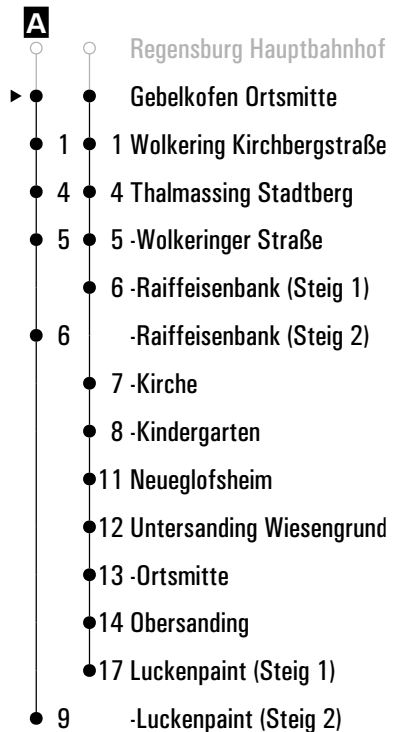 A
Regensburg Hauptbahnhof
Gebelkofen Ortsmitte
1 1 Wolkering Kirchbergstraße
4 4 Thalmassing Stadtberg
5 5 -Wolkeringer Straße
6 -Raiffeisenbank (Steig 1)
6 -Raiffeisenbank (Steig 2)
7 -Kirche
8 -Kindergarten
11 Neueglofsheim
12 Untersanding Wiesengrund
13 -Ortsmitte
14 Obersanding
17 Luckenpaint (Steig 1)
9 -Luckenpaint (Steig 2)